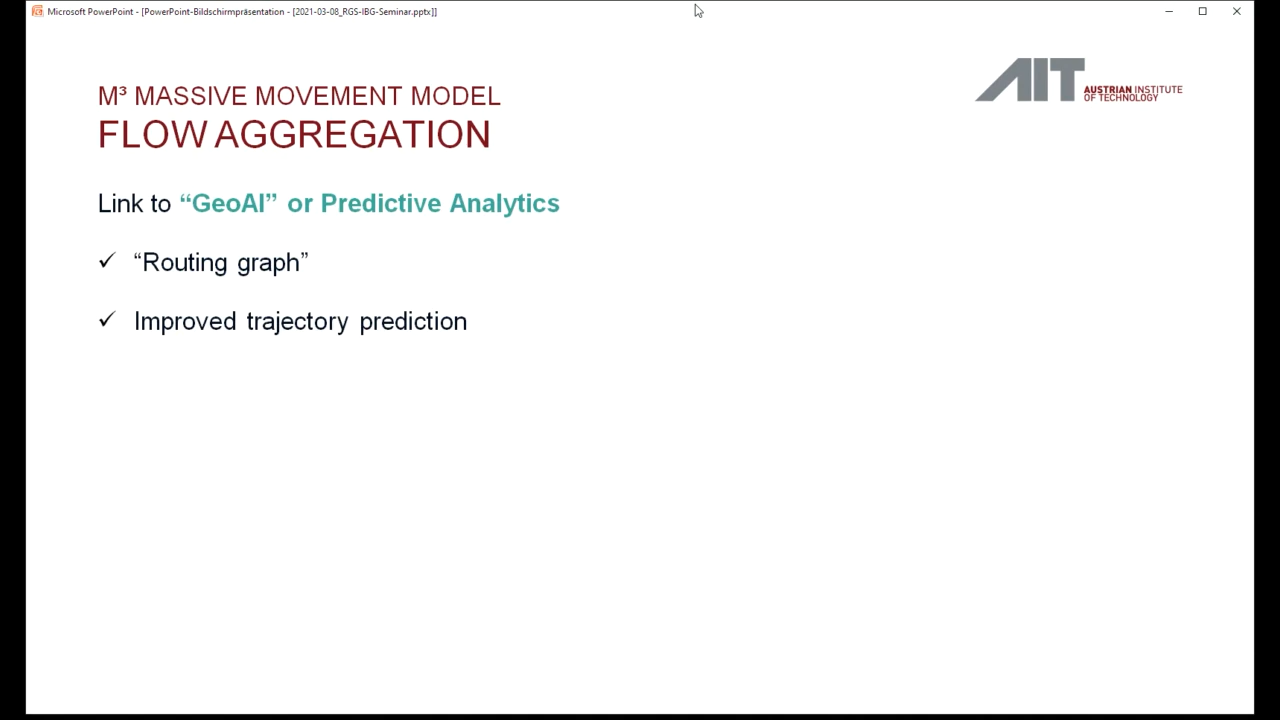 Microsoft PowerPoint - [PowerPoint-Bildschirmpräsentation - [2021-03-08_RGS-IBG-Seminar.pptx]]
M³ MASSIVE MOVEMENT MODEL
FLOW AGGREGATION
AIT AUSTRIAN INSTITUTE
OF TECHNOLOGY
Link to “GeoAI” or Predictive Analytics
✓ “Routing graph”
✓ Improved trajectory prediction